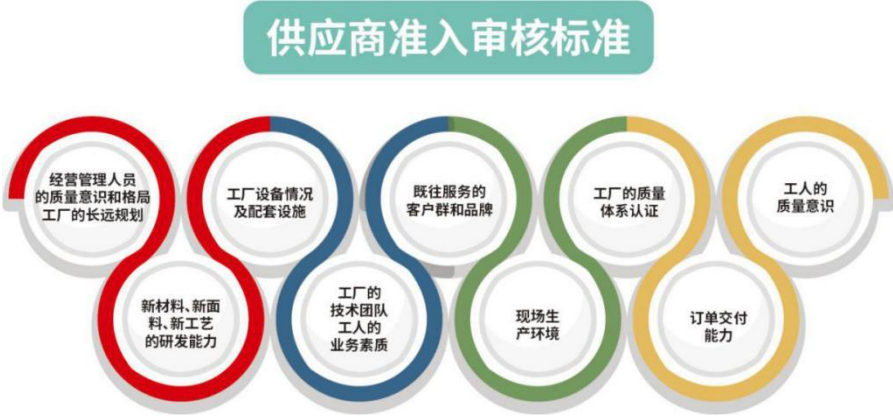 供应商准入审核标准
经营管理人员
的质量意识和格局
工厂的长远规划
新材料、新面
料、新工艺
的研发能力
工厂设备情况
及配套设施
工厂的
技术团队
工人的
业务素质
既往服务的
客户群和品牌
现场生
产环境
工厂的质量
体系认证
订单交付
能力
工人的
质量意识